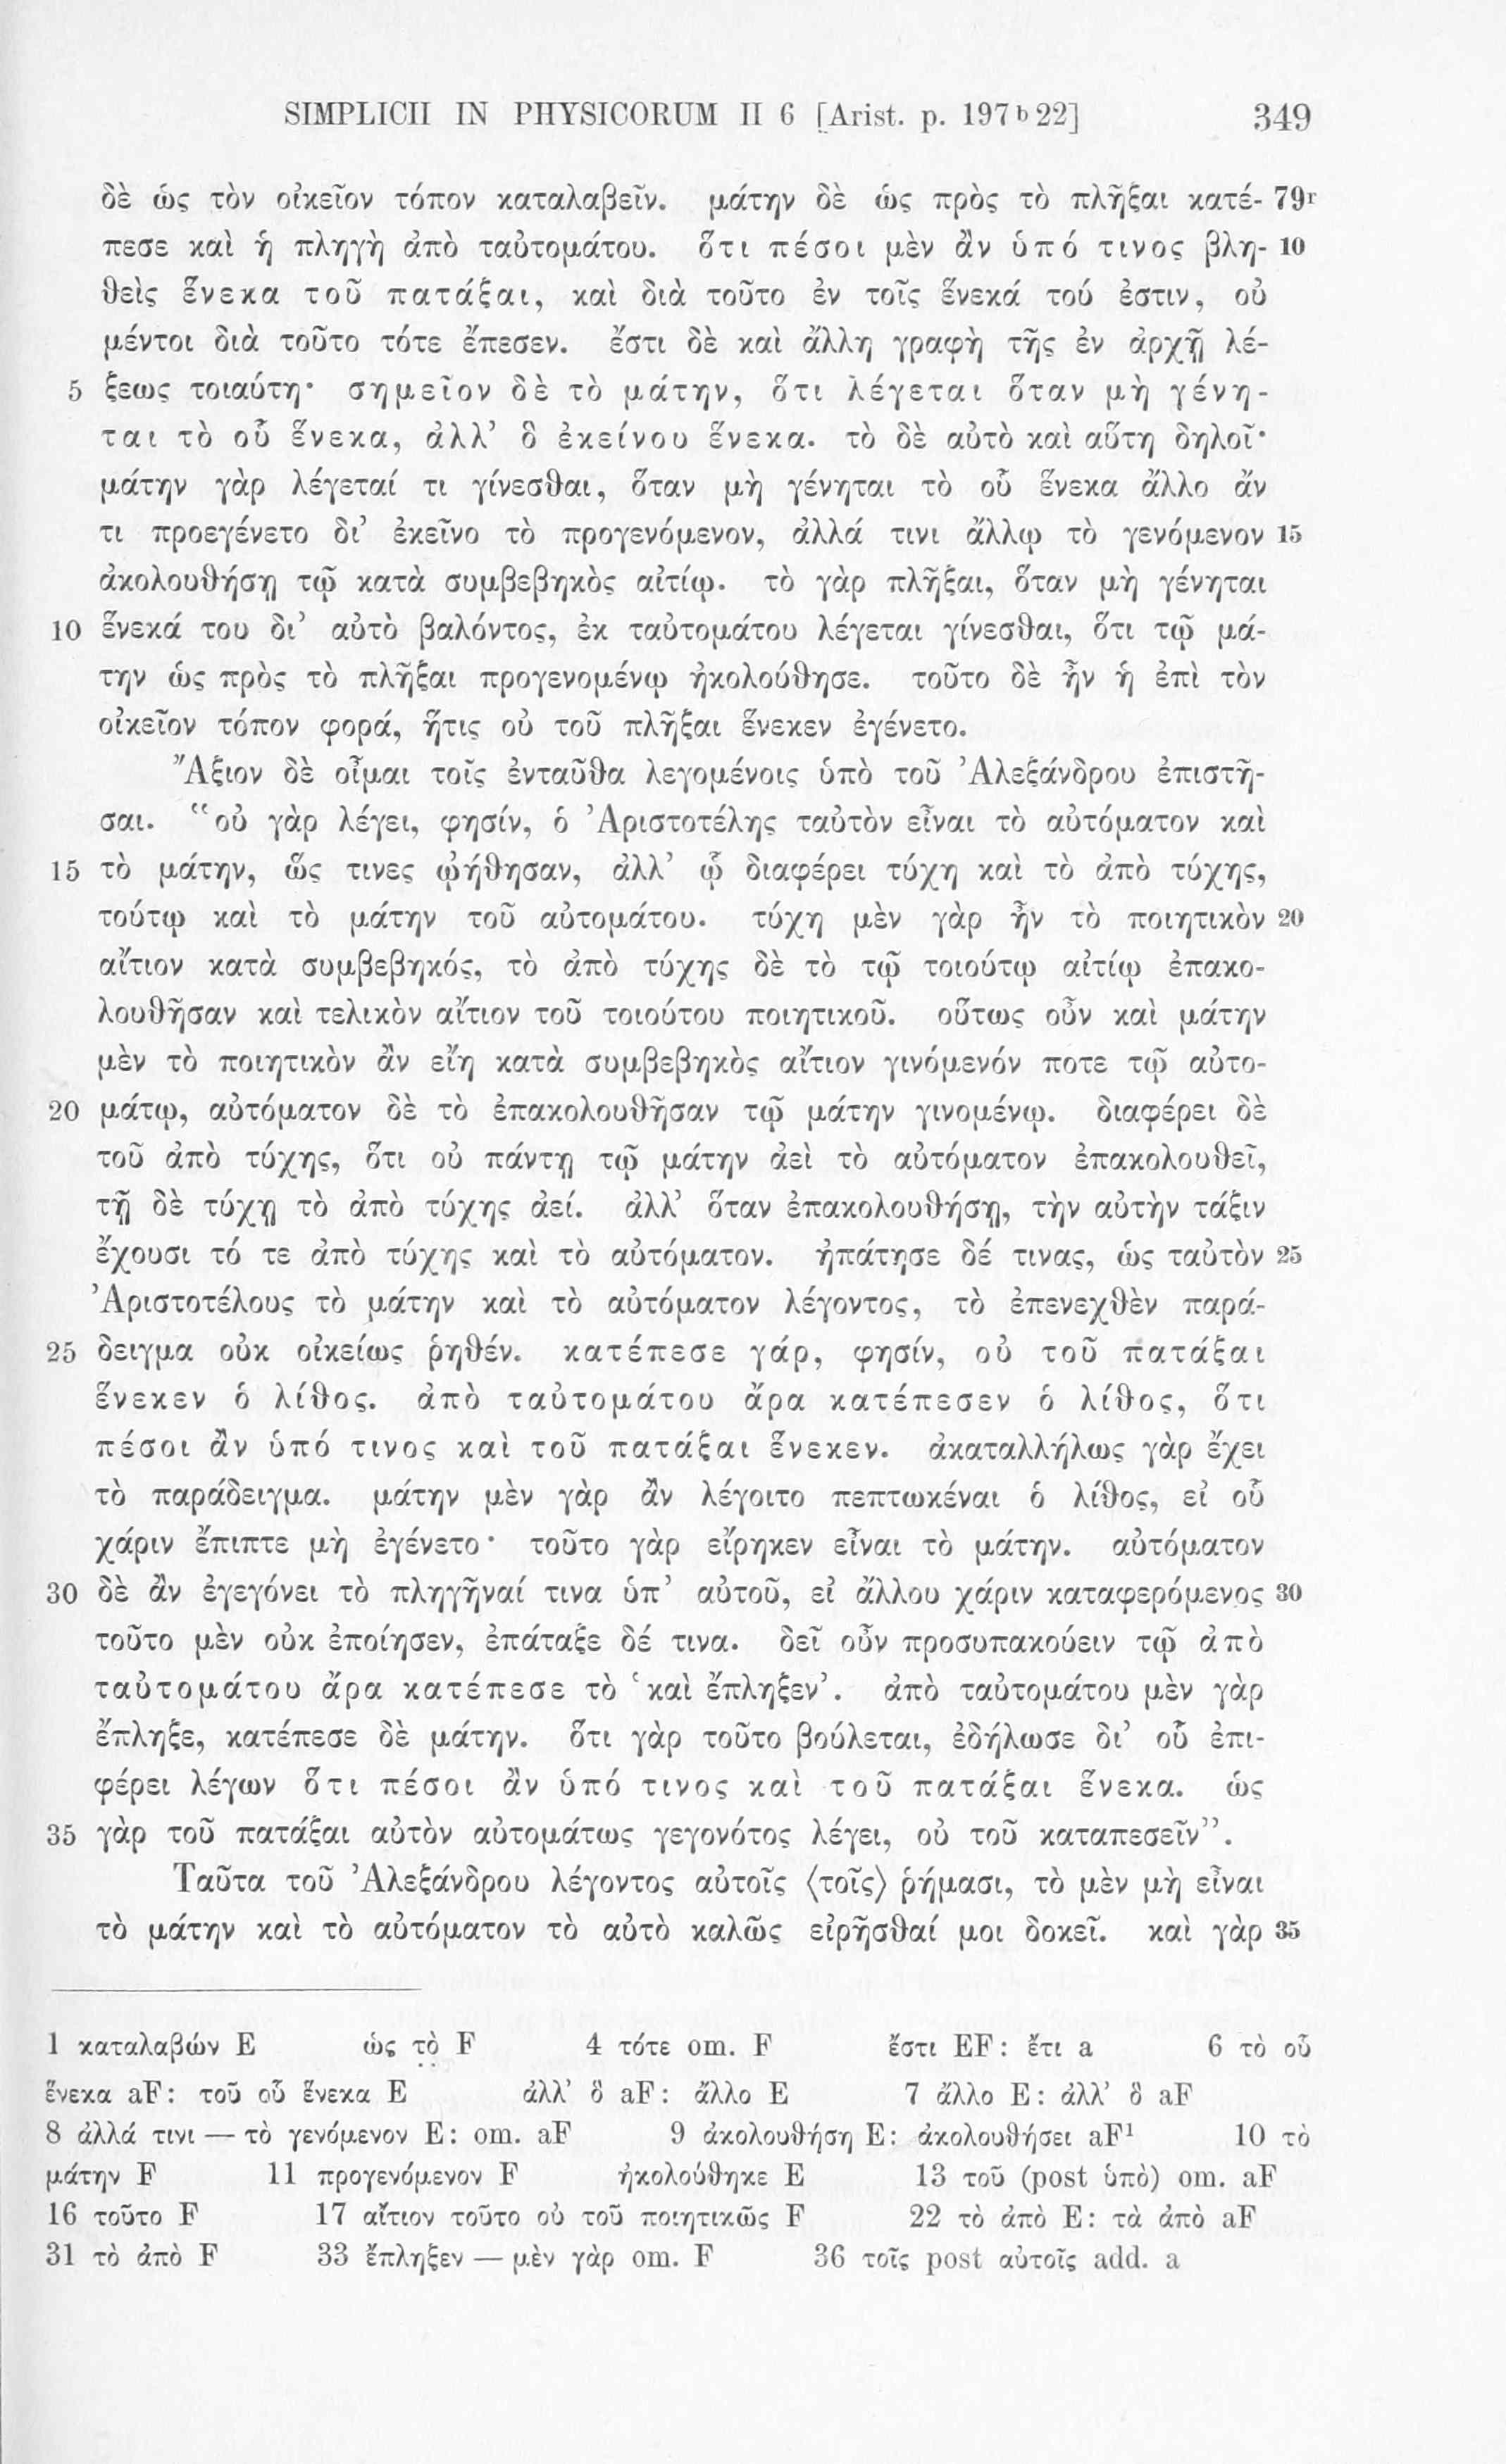 SIMPLICII IN PHYSICORUM II 6 [Arist. p. 197ᵇ22] 349
δὲ ὡς τὸν οἰκεῖον τόπον καταλαβεῖν. μάτην δὲ ὡς πρὸς τὸ πλῆξαι κατέ- 79ʳ
πεσε καὶ ἡ πληγὴ ἀπὸ ταὐτομάτου. ὅτι πέσοι μὲν ἂν ὑπό τινος βλη- 10
θεὶς ἕνεκα τοῦ πατάξαι, καὶ διὰ τοῦτο ἐν τοῖς ἕνεκά τού ἐστιν, οὐ
μέντοι διὰ τοῦτο τότε ἔπεσεν. ἔστι δὲ καὶ ἄλλη γραφὴ τῆς ἐν ἀρχῇ λέ-
5 ξεως τοιαύτη· σημεῖον δὲ τὸ μάτην, ὅτι λέγεται ὅταν μὴ γένη-
ται τὸ οὗ ἕνεκα, ἀλλ’ ὃ ἐκείνου ἕνεκα. τὸ δὲ αὐτὸ καὶ αὕτη δηλοῖ·
μάτην γὰρ λέγεταί τι γίνεσθαι, ὅταν μὴ γένηται τὸ οὗ ἕνεκα ἄλλο ἄν
τι προεγένετο δι’ ἐκεῖνο τὸ προγενόμενον, ἀλλά τινι ἄλλῳ τὸ γενόμενον 15
ἀκολουθήσῃ τῷ κατὰ συμβεβηκὸς αἰτίῳ. τὸ γὰρ πλῆξαι, ὅταν μὴ γένηται
10 ἕνεκά του δι’ αὐτὸ βαλόντος, ἐκ ταὐτομάτου λέγεται γίνεσθαι, ὅτι τῷ μά-
την ὡς πρὸς τὸ πλῆξαι προγενομένῳ ἠκολούθησε. τοῦτο δὲ ἦν ἡ ἐπὶ τὸν
οἰκεῖον τόπον φορά, ἥτις οὐ τοῦ πλῆξαι ἕνεκεν ἐγένετο.
Ἄξιον δὲ οἶμαι τοῖς ἐνταῦθα λεγομένοις ὑπὸ τοῦ Ἀλεξάνδρου ἐπιστῆ-
σαι. “οὐ γὰρ λέγει, φησίν, ὁ Ἀριστοτέλης ταὐτὸν εἶναι τὸ αὐτόματον καὶ
15 τὸ μάτην, ὥς τινες ᾠήθησαν, ἀλλ’ ᾧ διαφέρει τύχη καὶ τὸ ἀπὸ τύχης,
τούτῳ καὶ τὸ μάτην τοῦ αὐτομάτου. τύχη μὲν γὰρ ἦν τὸ ποιητικὸν 20
αἴτιον κατὰ συμβεβηκός, τὸ ἀπὸ τύχης δὲ τὸ τῷ τοιούτῳ αἰτίῳ ἐπακο-
λουθῆσαν καὶ τελικὸν αἴτιον τοῦ τοιούτου ποιητικοῦ. οὕτως οὖν καὶ μάτην
μὲν τὸ ποιητικὸν ἂν εἴη κατὰ συμβεβηκὸς αἴτιον γινόμενόν ποτε τῷ αὐτο-
20 μάτῳ, αὐτόματον δὲ τὸ ἐπακολουθῆσαν τῷ μάτην γινομένῳ. διαφέρει δὲ
τοῦ ἀπὸ τύχης, ὅτι οὐ πάντῃ τῷ μάτην ἀεὶ τὸ αὐτόματον ἐπακολουθεῖ,
τῇ δὲ τύχῃ τὸ ἀπὸ τύχης ἀεί. ἀλλ’ ὅταν ἐπακολουθήσῃ, τὴν αὐτὴν τάξιν
ἔχουσι τό τε ἀπὸ τύχης καὶ τὸ αὐτόματον. ἠπάτησε δέ τινας, ὡς ταὐτὸν 25
Ἀριστοτέλους τὸ μάτην καὶ τὸ αὐτόματον λέγοντος, τὸ ἐπενεχθὲν παρά-
25 δειγμα οὐκ οἰκείως ῥηθέν. κατέπεσε γάρ, φησίν, οὐ τοῦ πατάξαι
ἕνεκεν ὁ λίθος. ἀπὸ ταὐτομάτου ἄρα κατέπεσεν ὁ λίθος, ὅτι
πέσοι ἂν ὑπό τινος καὶ τοῦ πατάξαι ἕνεκεν. ἀκαταλλήλως γὰρ ἔχει
τὸ παράδειγμα. μάτην μὲν γὰρ ἂν λέγοιτο πεπτωκέναι ὁ λίθος, εἰ οὗ
χάριν ἔπιπτε μὴ ἐγένετο· τοῦτο γὰρ εἴρηκεν εἶναι τὸ μάτην. αὐτόματον
30 δὲ ἂν ἐγεγόνει τὸ πληγῆναί τινα ὑπ’ αὐτοῦ, εἰ ἄλλου χάριν καταφερόμενος 30
τοῦτο μὲν οὐκ ἐποίησεν, ἐπάταξε δέ τινα. δεῖ οὖν προσυπακούειν τῷ ἀπὸ
ταὐτομάτου ἄρα κατέπεσε τὸ ‘καὶ ἔπληξεν’. ἀπὸ ταὐτομάτου μὲν γὰρ
ἔπληξε, κατέπεσε δὲ μάτην. ὅτι γὰρ τοῦτο βούλεται, ἐδήλωσε δι’ οὗ ἐπι-
φέρει λέγων ὅτι πέσοι ἂν ὑπό τινος καὶ τοῦ πατάξαι ἕνεκα. ὡς
35 γὰρ τοῦ πατάξαι αὐτὸν αὐτομάτως γεγονότος λέγει, οὐ τοῦ καταπεσεῖν”.
Ταῦτα τοῦ Ἀλεξάνδρου λέγοντος αὐτοῖς ⟨τοῖς⟩ ῥήμασι, τὸ μὲν μὴ εἶναι
τὸ μάτην καὶ τὸ αὐτόματον τὸ αὐτὸ καλῶς εἰρῆσθαί μοι δοκεῖ. καὶ γὰρ 35
1 καταλαβών E ὡς τὸ F 4 τότε om. F ἔστι EF: ἔτι a 6 τὸ οὗ
ἕνεκα aF: τοῦ οὗ ἕνεκα E ἀλλ’ ὃ aF: ἄλλο E 7 ἄλλο E: ἀλλ’ ὃ aF
8 ἀλλά τινι — τὸ γενόμενον E: om. aF 9 ἀκολουθήσῃ E: ἀκολουθήσει aF¹ 10 τὸ
μάτην F 11 προγενόμενον F ἠκολούθηκε E 13 τοῦ (post ὑπὸ) om. aF
16 τοῦτο F 17 αἴτιον τοῦτο οὐ τοῦ ποιητικῶς F 22 τὸ ἀπὸ E: τὰ ἀπὸ aF
31 τὸ ἀπὸ F 33 ἔπληξεν — μὲν γὰρ om. F 36 τοῖς post αὐτοῖς add. a